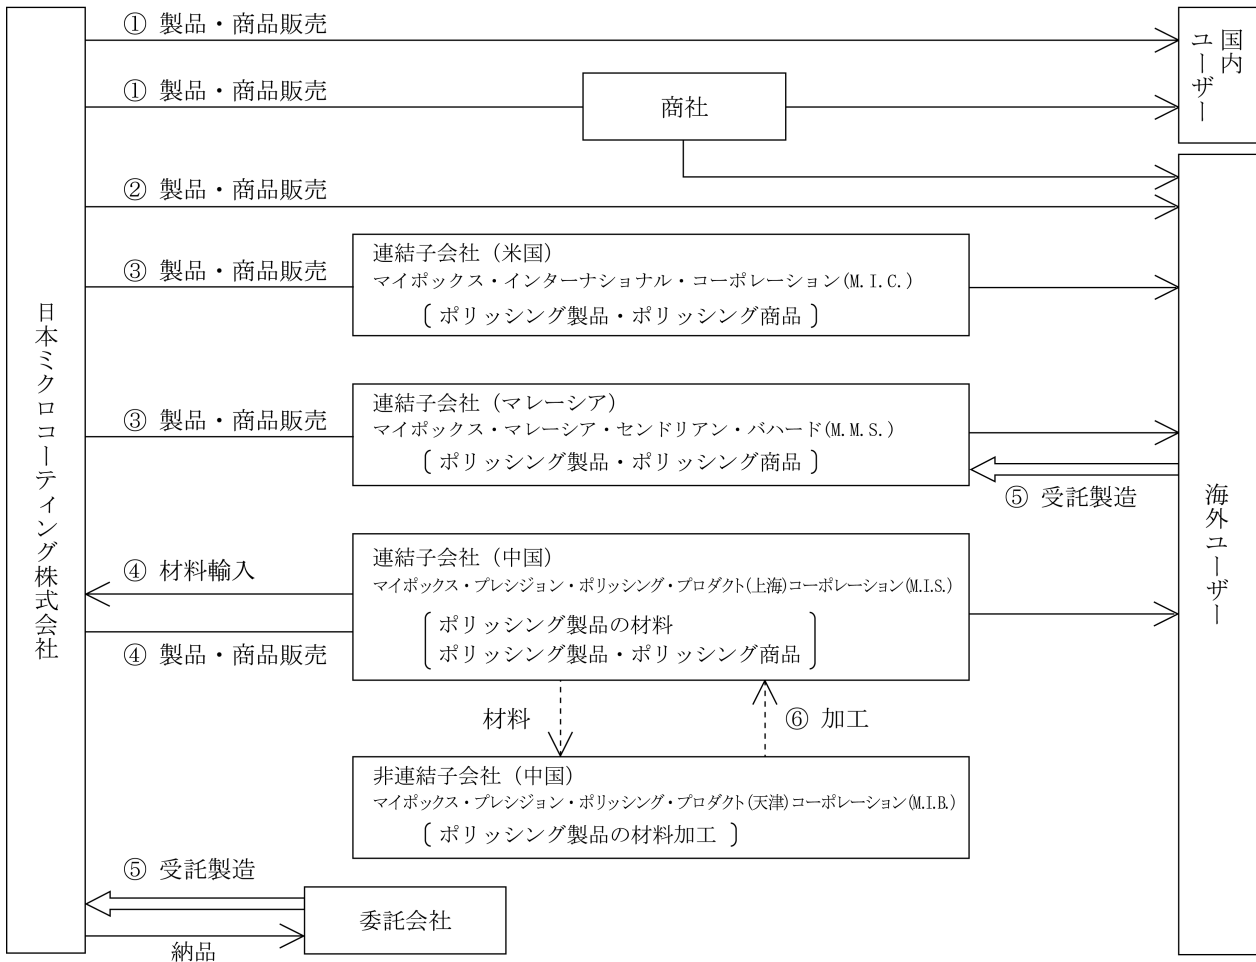 ① 製品・商品販売
国内
ユーザー
① 製品・商品販売
商社
② 製品・商品販売
日本ミクロコーティング株式会社
③ 製品・商品販売
連結子会社（米国）
マイポックス・インターナショナル・コーポレーション(M.I.C.)
〔ポリッシング製品・ポリッシング商品〕
③ 製品・商品販売
連結子会社（マレーシア）
マイポックス・マレーシア・センドリアン・バハード(M.M.S.)
〔ポリッシング製品・ポリッシング商品〕
⑤ 受託製造
海外ユーザー
④ 材料輸入
④ 製品・商品販売
連結子会社（中国）
マイポックス・プレシジョン・ポリッシング・プロダクト(上海)コーポレーション(M.I.S.)
ポリッシング製品の材料
ポリッシング製品・ポリッシング商品
材料
⑥ 加工
非連結子会社（中国）
マイポックス・プレシジョン・ポリッシング・プロダクト(天津)コーポレーション(M.I.B.)
〔ポリッシング製品の材料加工〕
⑤ 受託製造
委託会社
納品